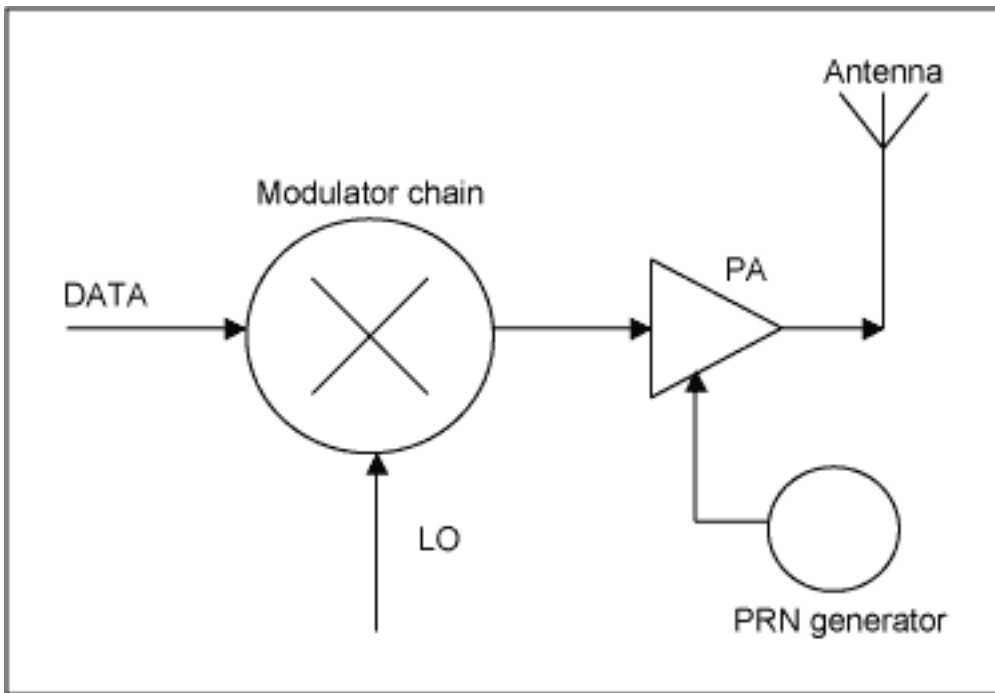 Antenna
Modulator chain
PA
DATA
LO
PRN generator